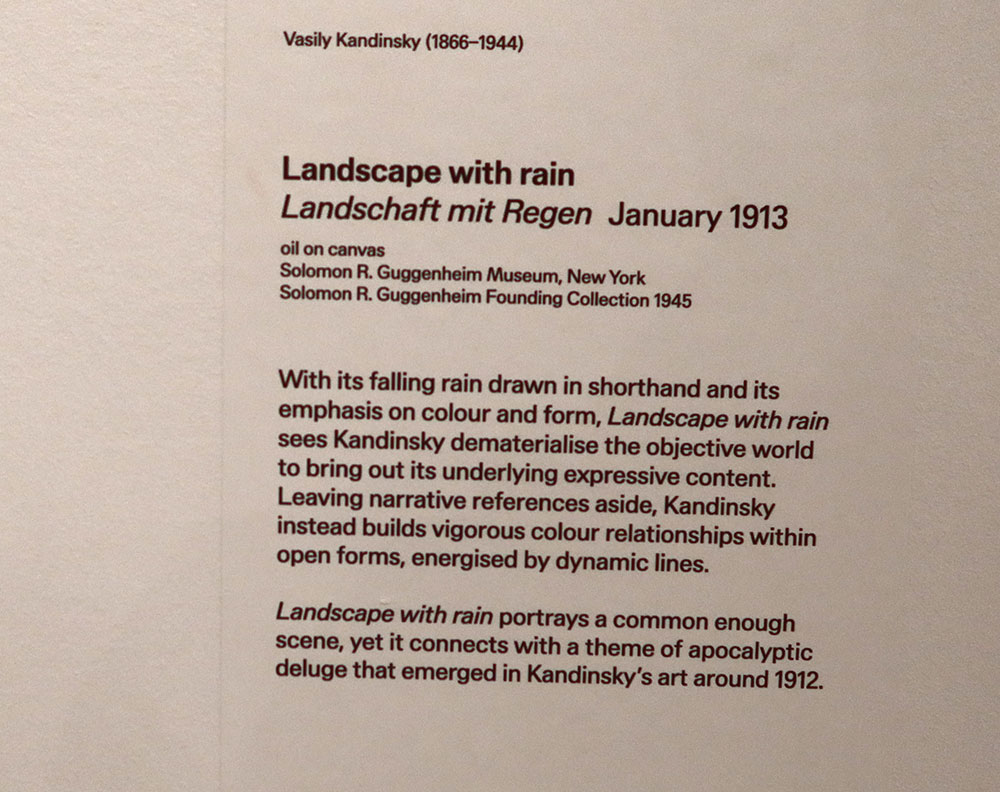 Vasily Kandinsky (1866–1944)
Landscape with rain
Landschaft mit Regen January 1913
oil on canvas
Solomon R. Guggenheim Museum, New York
Solomon R. Guggenheim Founding Collection 1945
With its falling rain drawn in shorthand and its
emphasis on colour and form, Landscape with rain
sees Kandinsky dematerialise the objective world
to bring out its underlying expressive content.
Leaving narrative references aside, Kandinsky
instead builds vigorous colour relationships within
open forms, energised by dynamic lines.
Landscape with rain portrays a common enough
scene, yet it connects with a theme of apocalyptic
deluge that emerged in Kandinsky’s art around 1912.